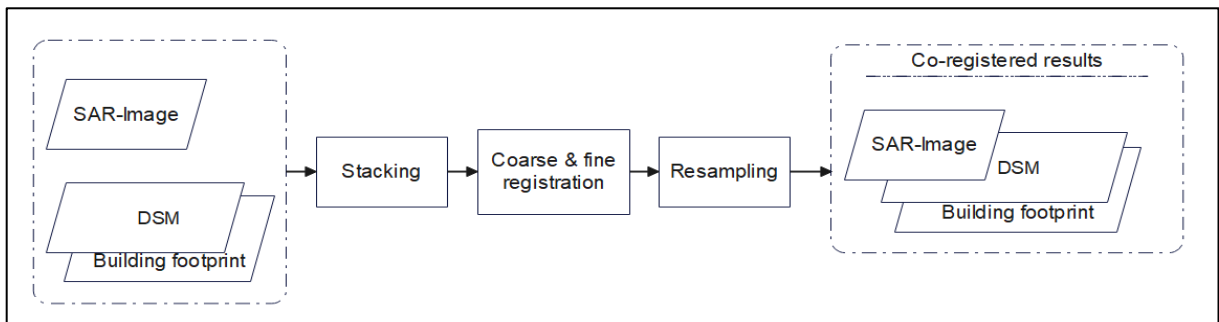 SAR-Image
DSM
Building footprint
Stacking
Coarse & fine
registration
Resampling
Co-registered results
SAR-Image
DSM
Building footprint